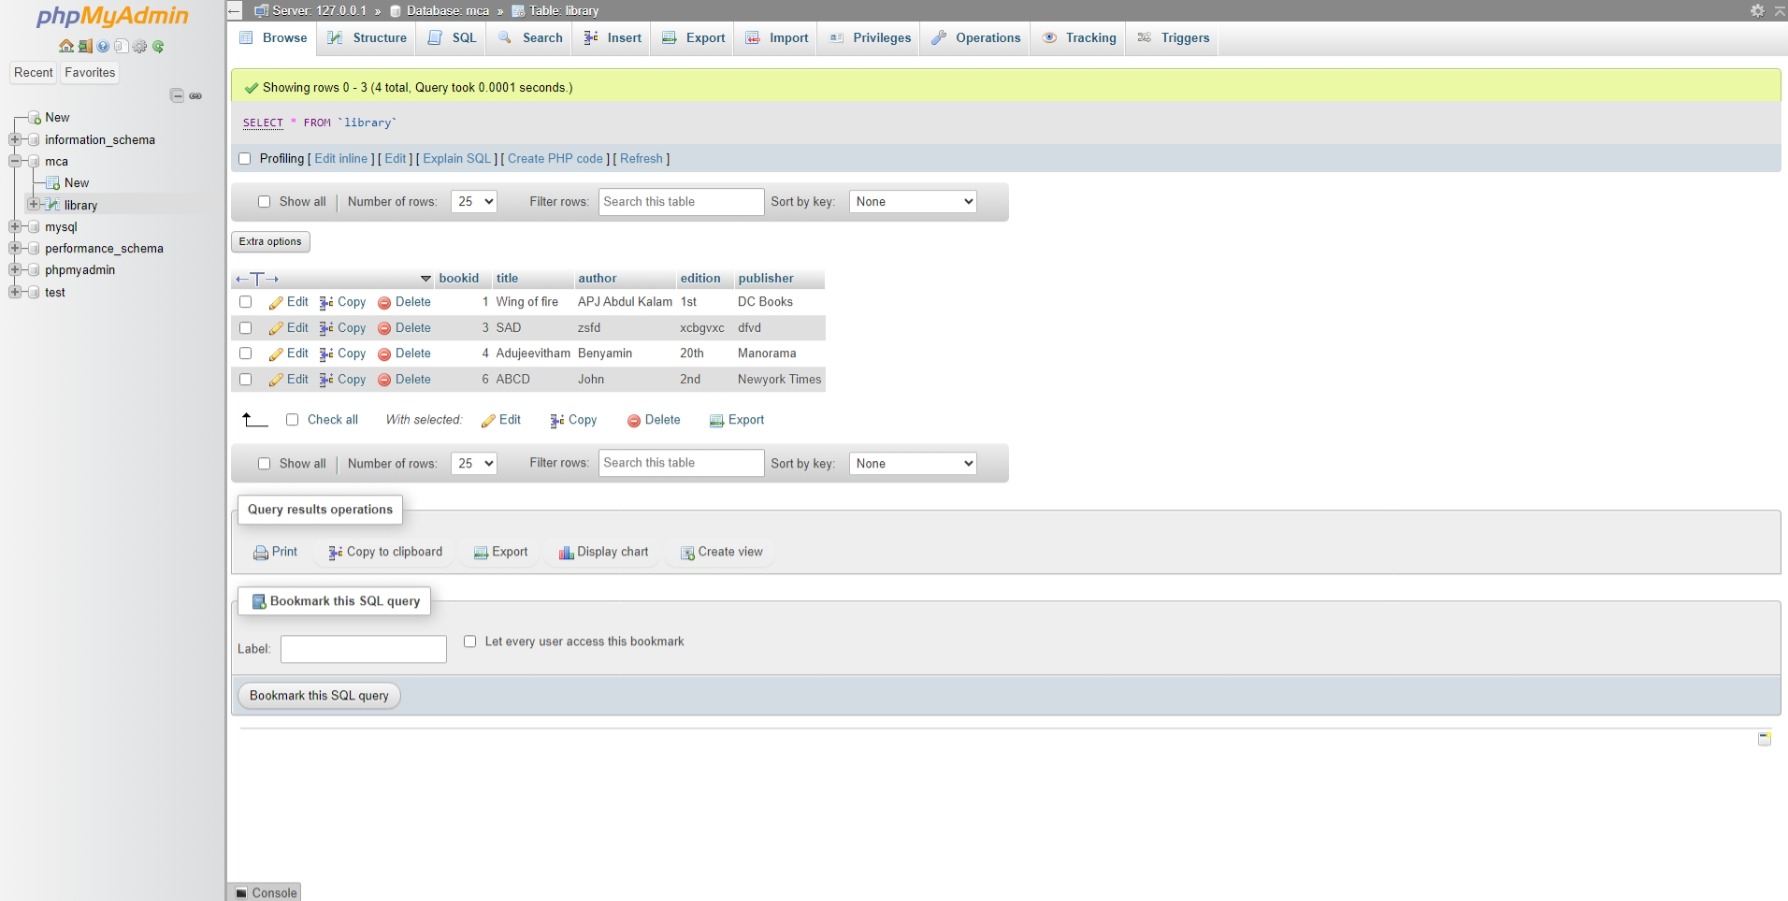 phpMyAdmin
Recent Favorites
New
information_schema
mca
New
library
mysql
performance_schema
phpmyadmin
test
Server: 127.0.0.1 » Database: mca » Table: library
Browse Structure SQL Search Insert Export Import Privileges Operations Tracking Triggers
Showing rows 0 - 3 (4 total, Query took 0.0001 seconds.)
SELECT * FROM `library`
Profiling [ Edit inline ] [ Edit ] [ Explain SQL ] [ Create PHP code ] [ Refresh ]
Show all | Number of rows: 25 Filter rows: Search this table Sort by key: None
Extra options
←T→ bookid title author edition publisher
Edit Copy Delete 1 Wing of fire APJ Abdul Kalam 1st DC Books
Edit Copy Delete 3 SAD zsfd xcbgvxc dfvd
Edit Copy Delete 4 Adujeevitham Benyamin 20th Manorama
Edit Copy Delete 6 ABCD John 2nd Newyork Times
Check all With selected: Edit Copy Delete Export
Show all | Number of rows: 25 Filter rows: Search this table Sort by key: None
Query results operations
Print Copy to clipboard Export Display chart Create view
Bookmark this SQL query
Label: Let every user access this bookmark
Bookmark this SQL query
Console